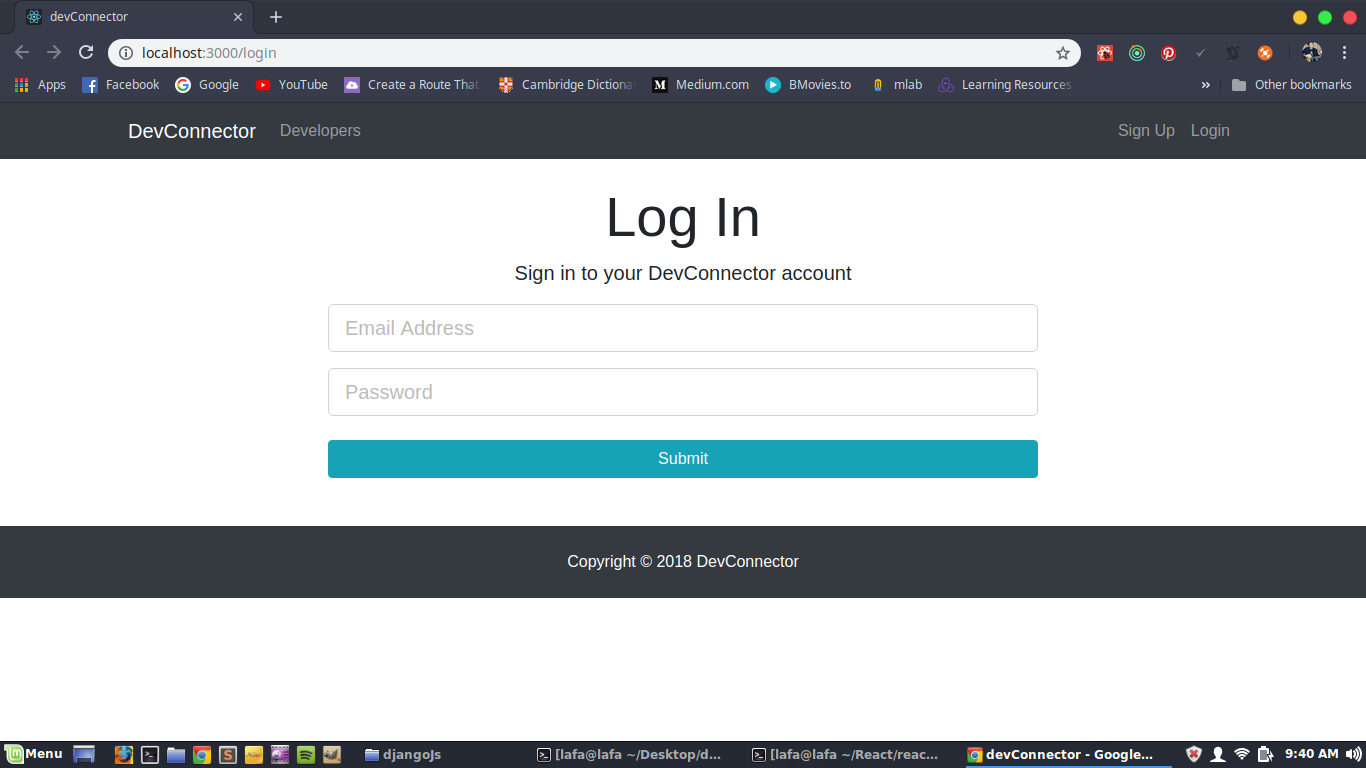 devConnector
localhost:3000/login
Apps Facebook Google YouTube Create a Route That Cambridge Dictiona Medium.com BMovies.to mlab Learning Resources » Other bookmarks
DevConnector Developers Sign Up Login
Log In
Sign in to your DevConnector account
Email Address
Password
Submit
Copyright © 2018 DevConnector
Menu djangoJs [lafa@lafa ~/Desktop/d... [lafa@lafa ~/React/reac... devConnector - Google... 9:40 AM